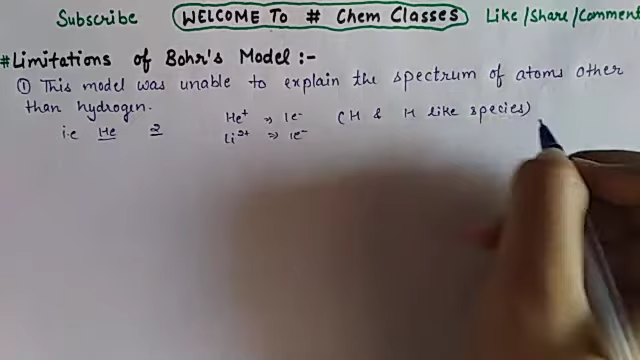 Subscribe WELCOME TO # Chem Classes Like/Share/Comment
#Limitations of Bohr's Model :-
① This model was unable to explain the spectrum of atoms other
than hydrogen.
i.e He 2 He⁺ → 1e⁻ (H & H like species)
Li²⁺ ⇒ 1e⁻